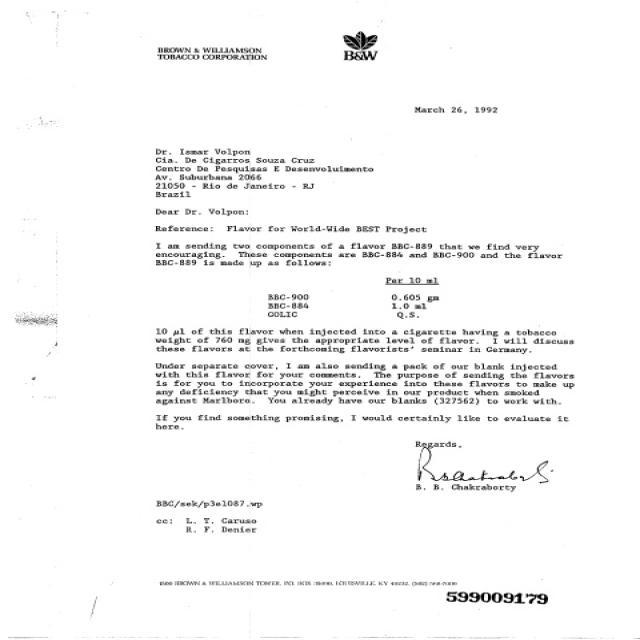 BROWN & WILLIAMSON
TOBACCO CORPORATION
B&W
March 26, 1992
Dr. Ismar Volpon
Cia. De Cigarros Souza Cruz
Centro De Pesquisas E Desenvoluimento
Av. Suburbana 2066
21050 - Rio de Janeiro - RJ
Brazil
Dear Dr. Volpon:
Reference: Flavor for World-Wide BEST Project
I am sending two components of a flavor BBC-889 that we find very
encouraging. These components are BBC-884 and BBC-900 and the flavor
BBC-889 is made up as follows:
Per 10 ml
BBC-900 0.605 gm
BBC-884 1.0 ml
GOLIC Q.S.
10 µl of this flavor when injected into a cigarette having a tobacco
weight of 760 mg gives the appropriate level of flavor. I will discuss
these flavors at the forthcoming flavorists' seminar in Germany.
Under separate cover, I am also sending a pack of our blank injected
with this flavor for your comments. The purpose of sending the flavors
is for you to incorporate your experience into these flavors to make up
any deficiency that you might perceive in our product when smoked
against Marlboro. You already have our blanks (327562) to work with.
If you find something promising, I would certainly like to evaluate it
here.
Regards,
B. B. Chakraborty
BBC/sek/p3el087.wp
cc: L. T. Caruso
R. F. Denier
1500 BROWN & WILLIAMSON TOWER, P.O. BOX LOUISVILLE, KY
599009179